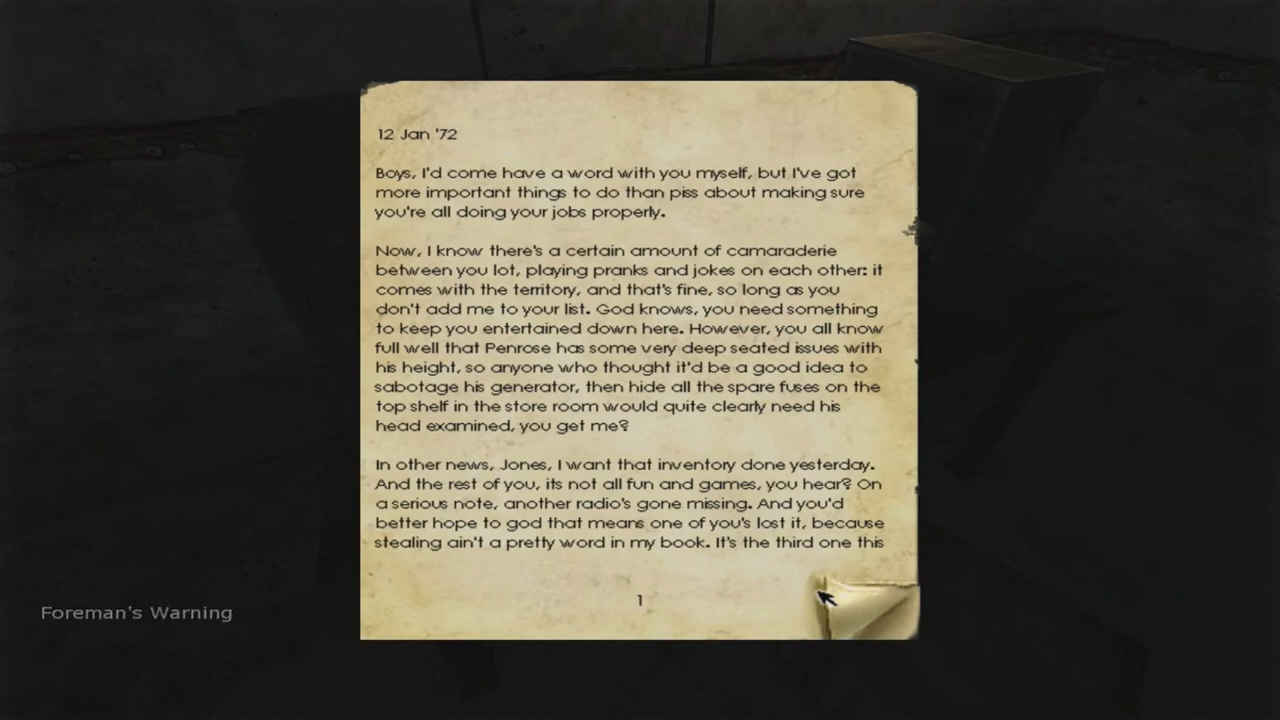 12 Jan '72
Boys, I'd come have a word with you myself, but I've got
more important things to do than piss about making sure
you're all doing your jobs properly.
Now, I know there's a certain amount of camaraderie
between you lot, playing pranks and jokes on each other: it
comes with the territory, and that's fine, so long as you
don't add me to your list. God knows, you need something
to keep you entertained down here. However, you all know
full well that Penrose has some very deep seated issues with
his height, so anyone who thought it'd be a good idea to
sabotage his generator, then hide all the spare fuses on the
top shelf in the store room would quite clearly need his
head examined, you get me?
In other news, Jones, I want that inventory done yesterday.
And the rest of you, its not all fun and games, you hear? On
a serious note, another radio's gone missing. And you'd
better hope to god that means one of you's lost it, because
stealing ain't a pretty word in my book. It's the third one this
1
Foreman's Warning